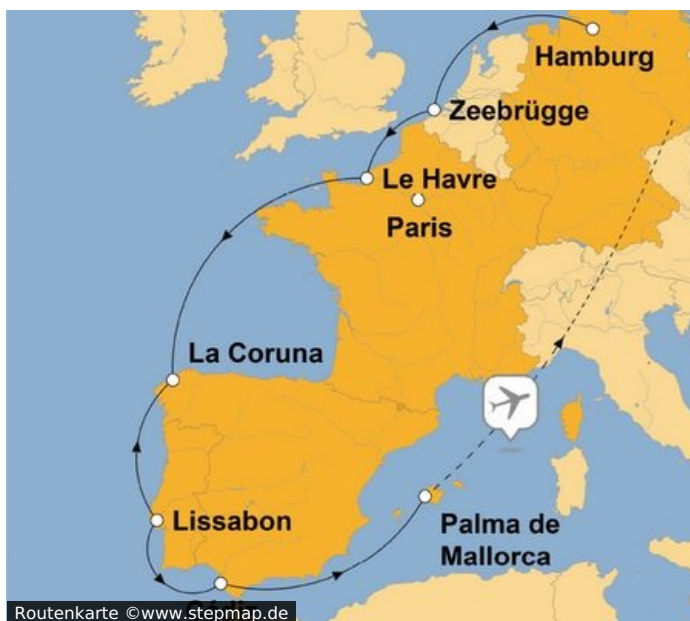 Hamburg
Zeebrügge
Le Havre
Paris
La Coruna
Lissabon
Palma de
Mallorca
Routenkarte ©www.stepmap.de